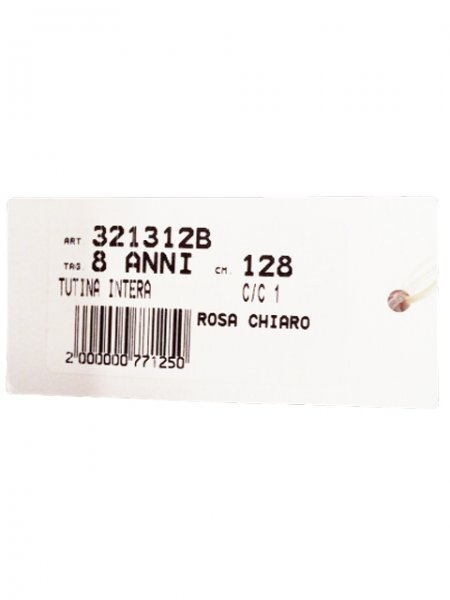 ART 321312B
TAG. 8 ANNI CM. 128
TUTINA INTERA C/C 1
ROSA CHIARO
2 000000 771250